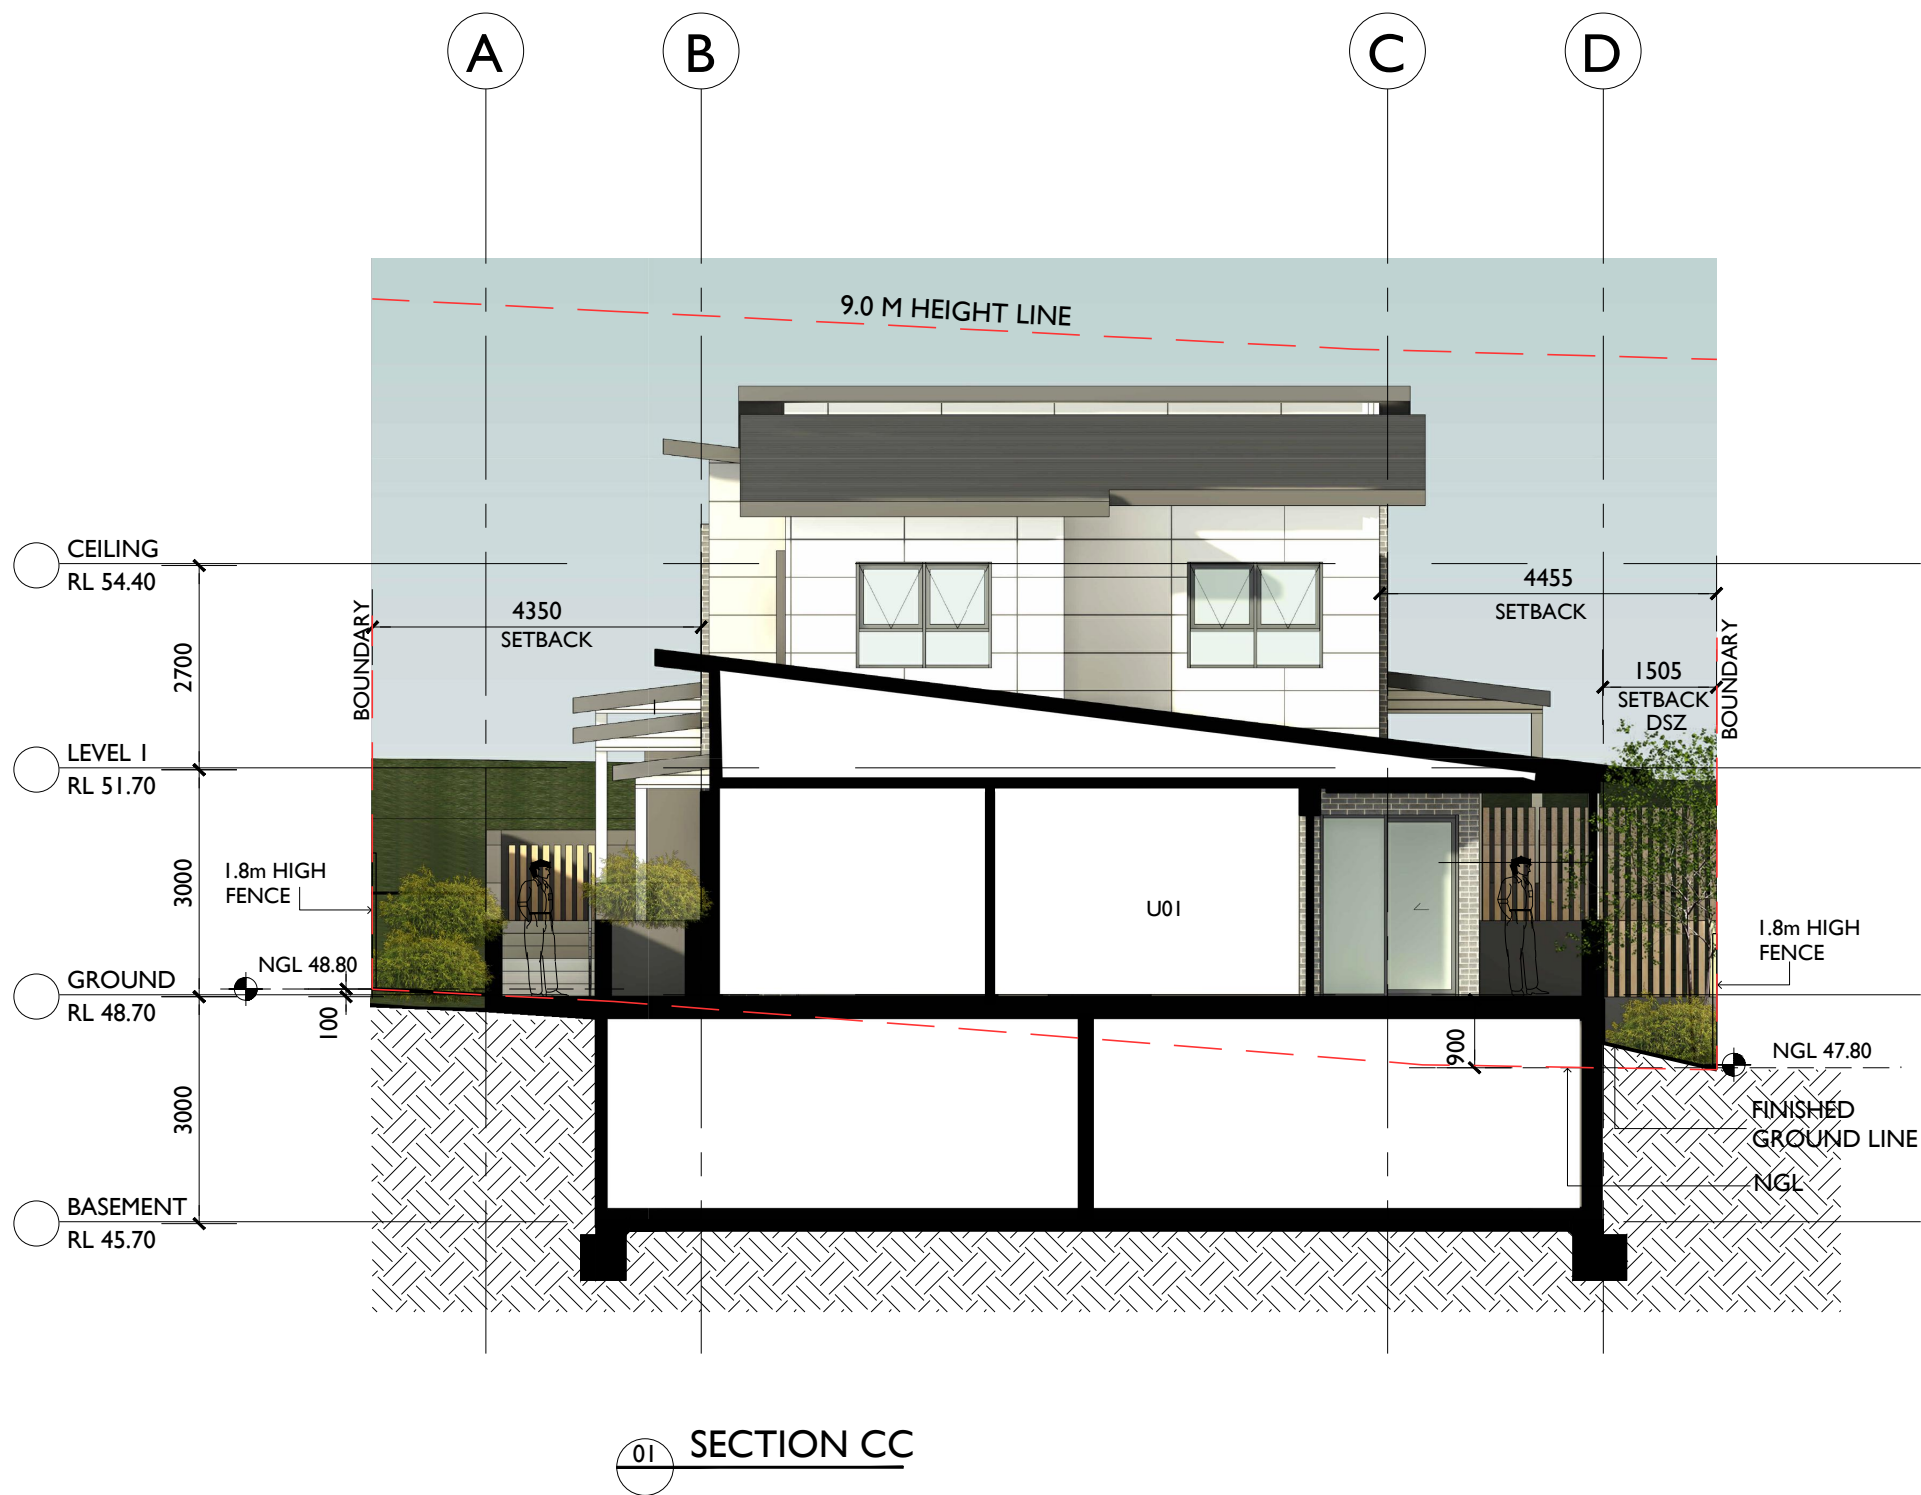 A
B
C
D
9.0 M HEIGHT LINE
CEILING
RL 54.40
4350
SETBACK
4455
SETBACK
BOUNDARY
2700
1505
SETBACK
DSZ
BOUNDARY
LEVEL 1
RL 51.70
3000
1.8m HIGH
FENCE
U01
1.8m HIGH
FENCE
NGL 48.80
GROUND
RL 48.70
100
900
NGL 47.80
3000
FINISHED
GROUND LINE
NGL
BASEMENT
RL 45.70
01
SECTION CC